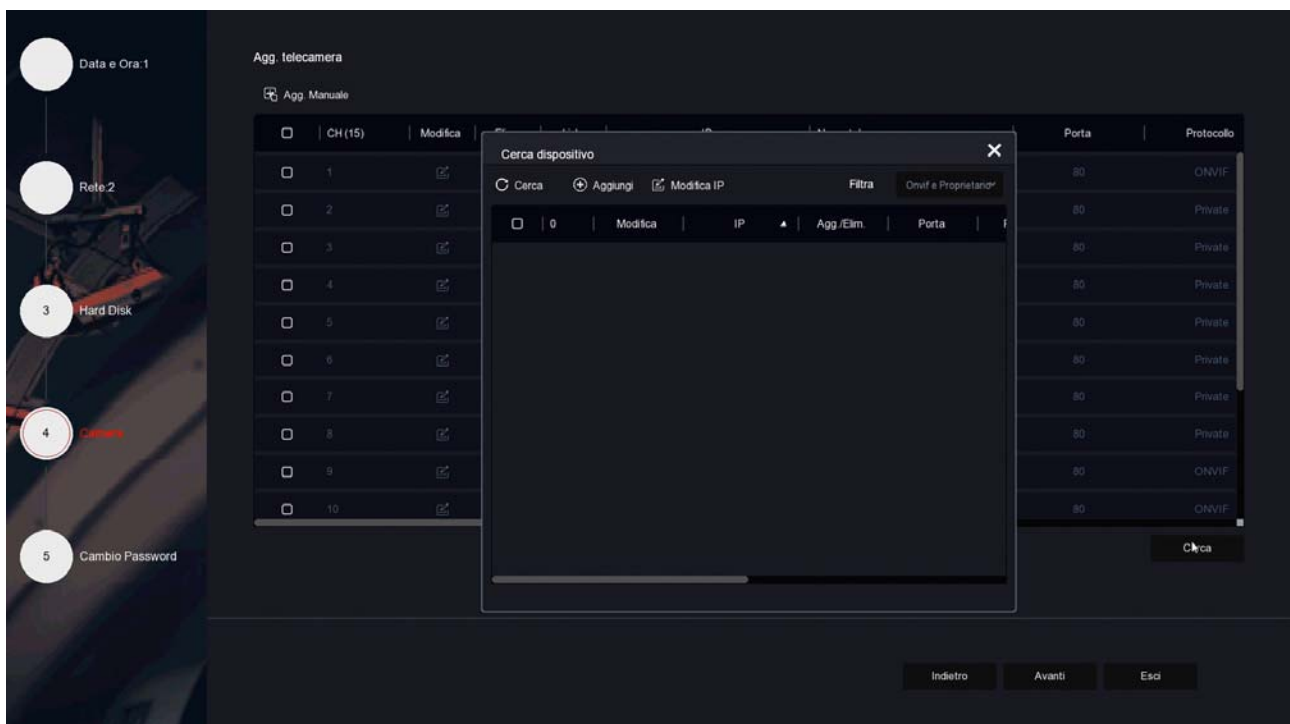 Data e Ora:1
Rete:2
3 Hard Disk
4 Camera
5 Cambio Password
Agg. telecamera
Agg. Manuale
CH (15) Modifica IP Porta Protocollo
1 80 ONVIF
2 80 Private
3 80 Private
4 80 Private
5 80 Private
6 80 Private
7 80 Private
8 80 Private
9 80 ONVIF
10 80 ONVIF
Cerca dispositivo
Cerca Aggiungi Modifica IP Filtra Onvif e Proprietario
0 Modifica IP Agg./Elim. Porta
Cerca
Indietro Avanti Esci